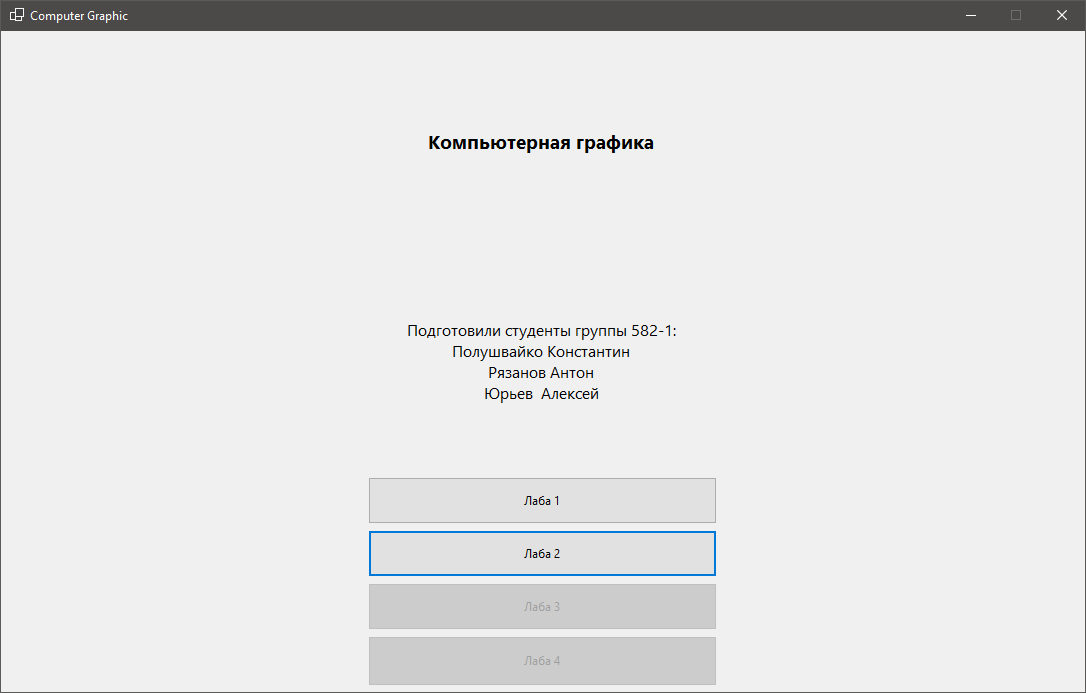 Computer Graphic
Компьютерная графика
Подготовили студенты группы 582-1:
Полушвайко Константин
Рязанов Антон
Юрьев  Алексей
Лаба 1
Лаба 2
Лаба 3
Лаба 4